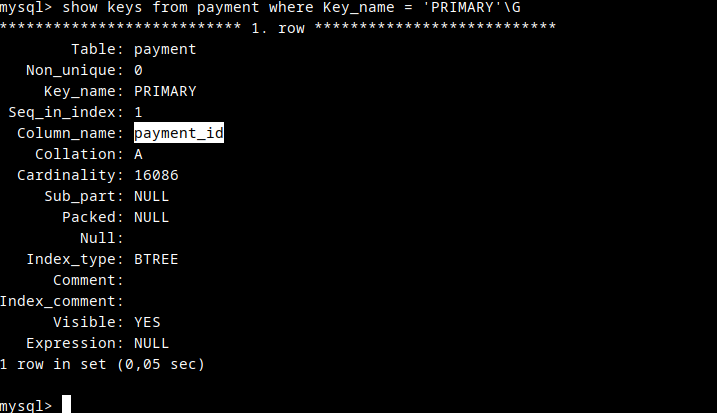 mysql> show keys from payment where Key_name = 'PRIMARY'\G
*************************** 1. row ***************************
Table: payment
Non_unique: 0
Key_name: PRIMARY
Seq_in_index: 1
Column_name: payment_id
Collation: A
Cardinality: 16086
Sub_part: NULL
Packed: NULL
Null:
Index_type: BTREE
Comment:
Index_comment:
Visible: YES
Expression: NULL
1 row in set (0,05 sec)
mysql>